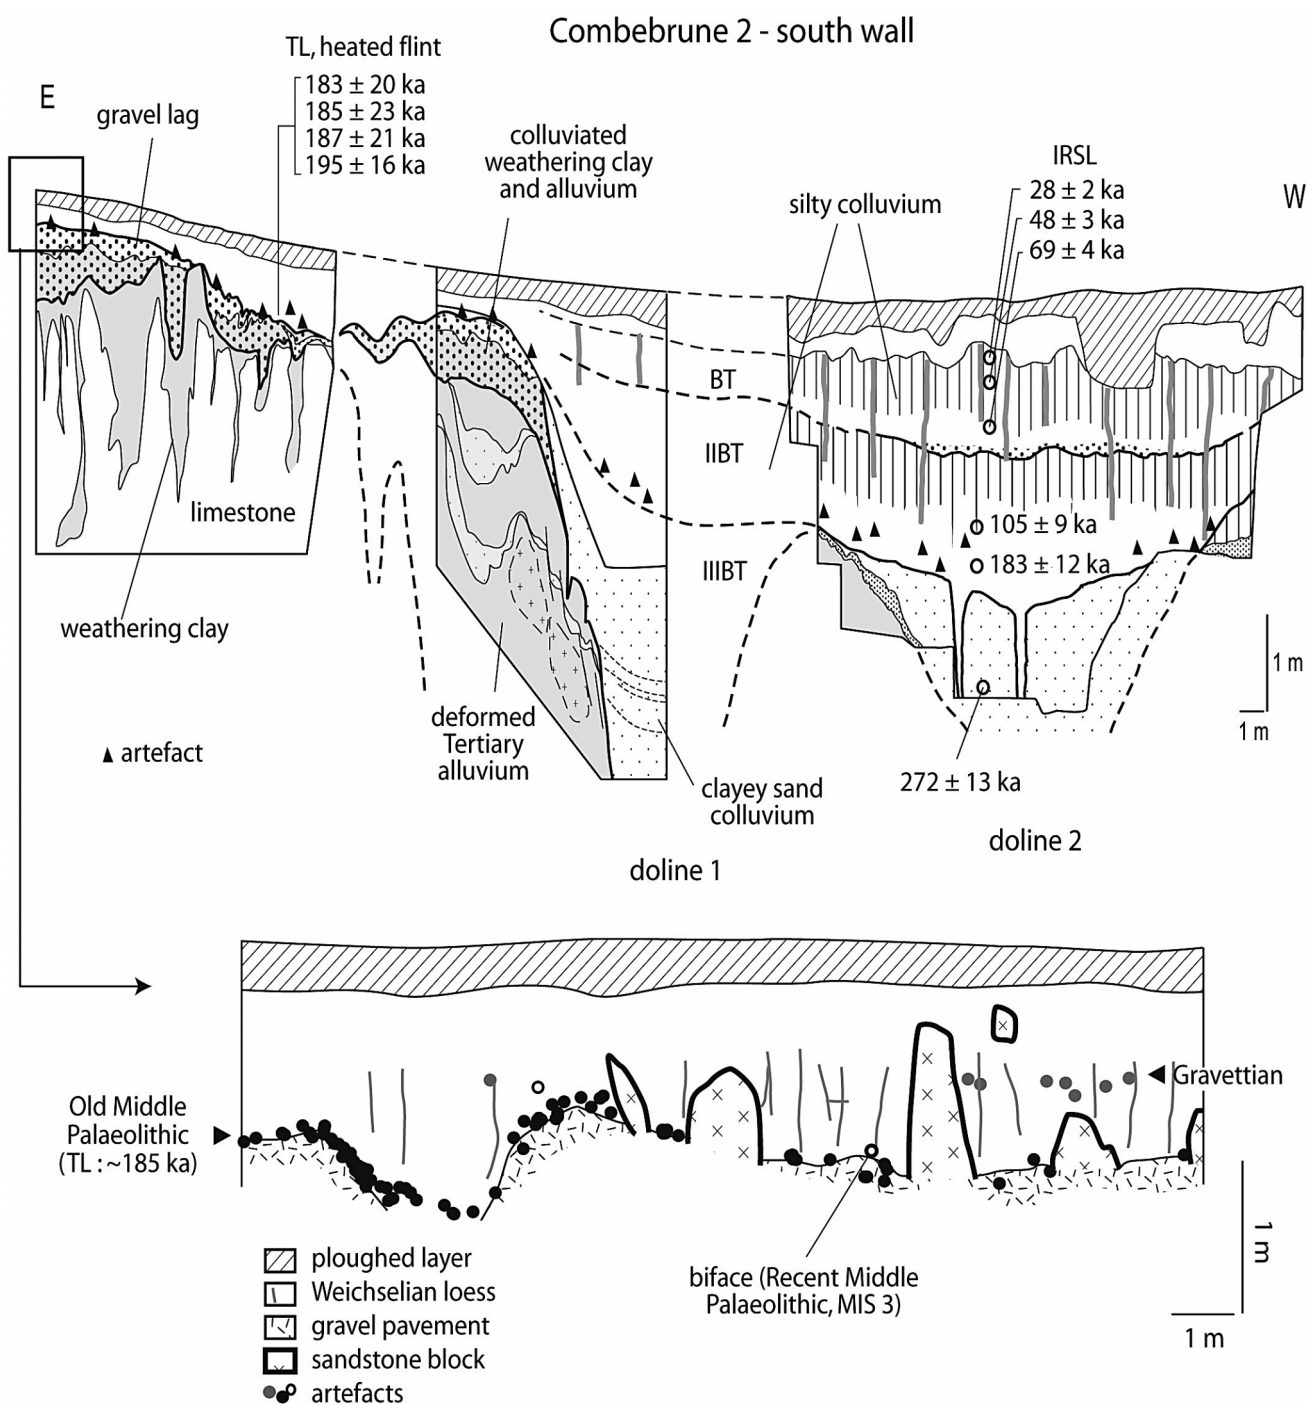 Combebrune 2 - south wall
TL, heated flint
183 ± 20 ka
185 ± 23 ka
187 ± 21 ka
195 ± 16 ka
E
gravel lag
colluviated
weathering clay
and alluvium
silty colluvium
IRSL
28 ± 2 ka
48 ± 3 ka
69 ± 4 ka
W
BT
IIBT
IIIBT
105 ± 9 ka
183 ± 12 ka
limestone
weathering clay
1 m
1 m
deformed
Tertiary
alluvium
artefact
clayey sand
colluvium
272 ± 13 ka
doline 2
doline 1
Gravettian
Old Middle
Palaeolithic
(TL : ~185 ka)
ploughed layer
Weichselian loess
gravel pavement
sandstone block
artefacts
biface (Recent Middle
Palaeolithic, MIS 3)
1 m
1 m